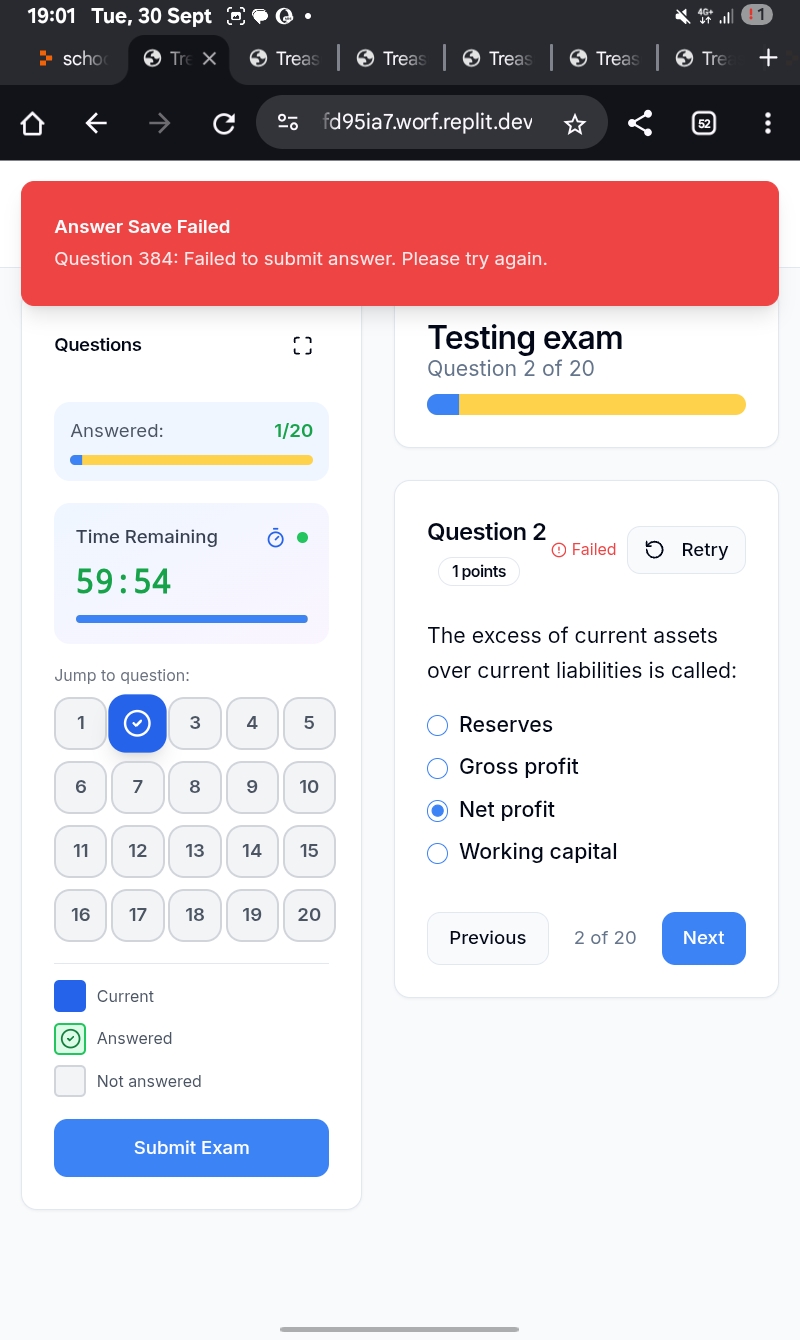 19:01 Tue, 30 Sept
4G+
1
schoo
Tre
Treas
Treas
Treas
Treas
Trea
fd95ia7.worf.replit.dev
52
Answer Save Failed
Question 384: Failed to submit answer. Please try again.
Questions
Answered: 1/20
Time Remaining
59:54
Jump to question:
1 3 4 5
6 7 8 9 10
11 12 13 14 15
16 17 18 19 20
Current
Answered
Not answered
Submit Exam
Testing exam
Question 2 of 20
Question 2
1 points
Failed
Retry
The excess of current assets
over current liabilities is called:
Reserves
Gross profit
Net profit
Working capital
Previous 2 of 20 Next